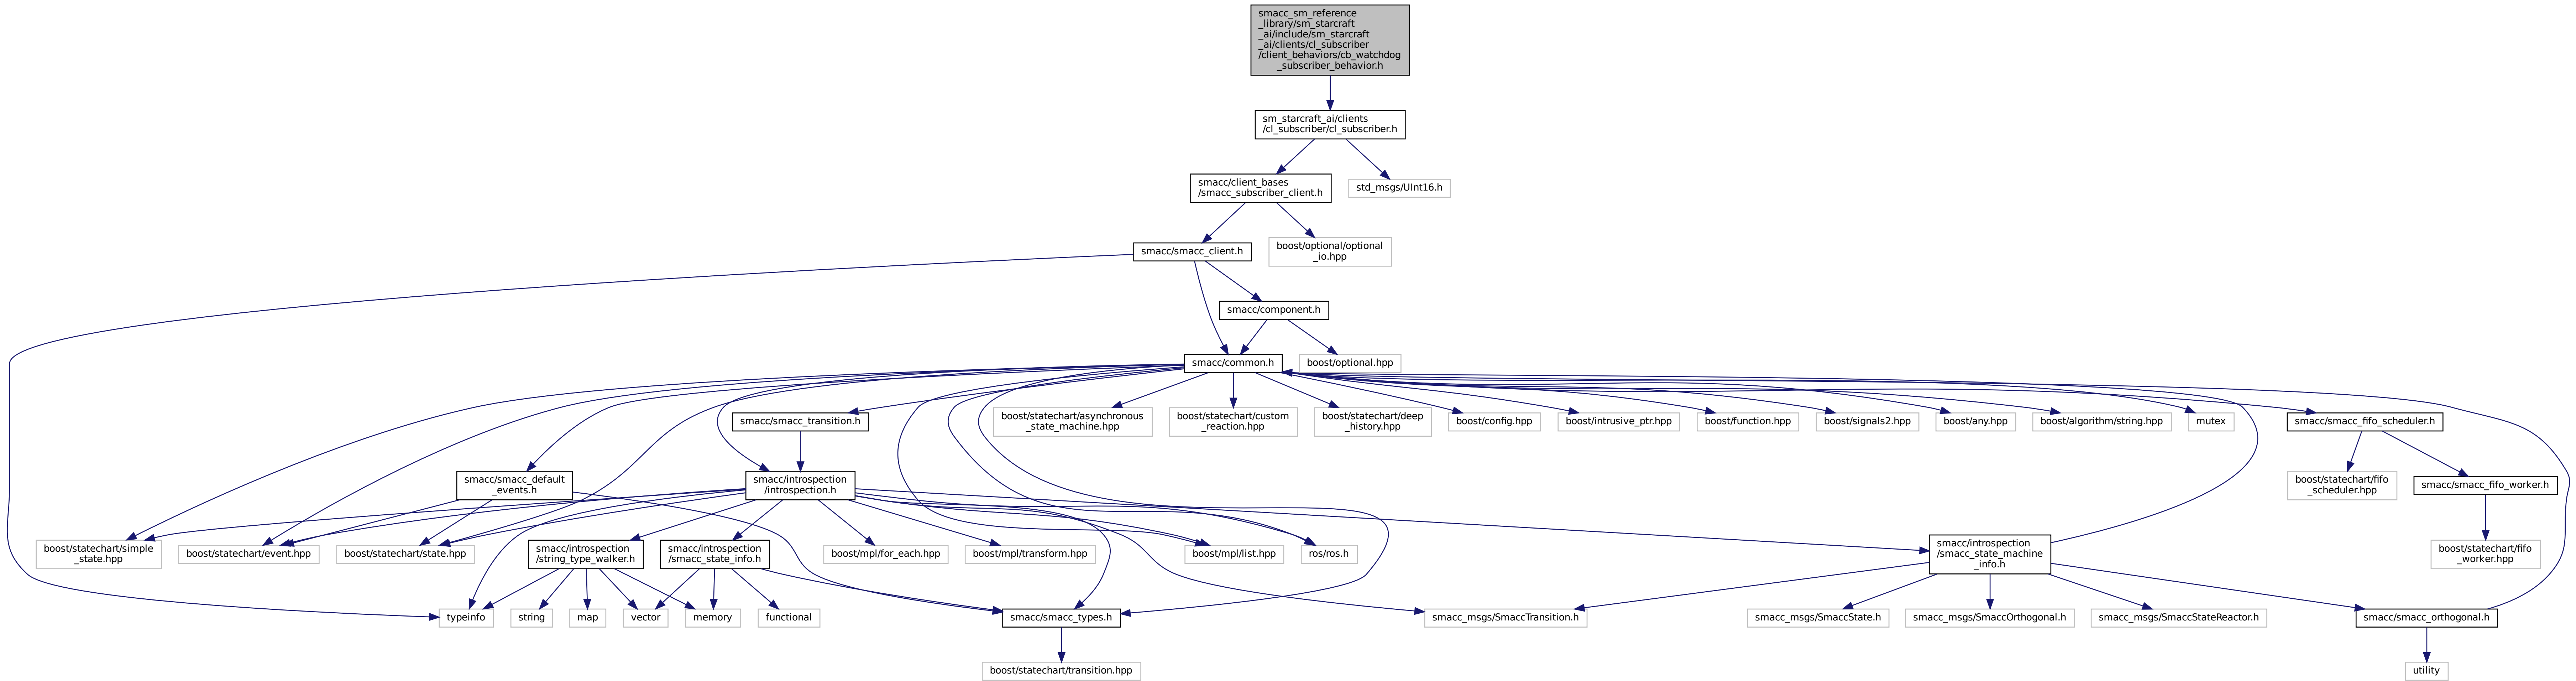 smacc_sm_reference
_library/sm_starcraft
_ai/include/sm_starcraft
_ai/clients/cl_subscriber
/client_behaviors/cb_watchdog
_subscriber_behavior.h
sm_starcraft_ai/clients
/cl_subscriber/cl_subscriber.h
smacc/client_bases
/smacc_subscriber_client.h
std_msgs/UInt16.h
smacc/smacc_client.h
boost/optional/optional
_io.hpp
smacc/component.h
smacc/common.h
boost/optional.hpp
smacc/smacc_transition.h
boost/statechart/asynchronous
_state_machine.hpp
boost/statechart/custom
_reaction.hpp
boost/statechart/deep
_history.hpp
boost/config.hpp
boost/intrusive_ptr.hpp
boost/function.hpp
boost/signals2.hpp
boost/any.hpp
boost/algorithm/string.hpp
mutex
smacc/smacc_fifo_scheduler.h
smacc/smacc_default
_events.h
smacc/introspection
/introspection.h
boost/statechart/fifo
_scheduler.hpp
smacc/smacc_fifo_worker.h
boost/statechart/simple
_state.hpp
boost/statechart/event.hpp
boost/statechart/state.hpp
smacc/introspection
/string_type_walker.h
smacc/introspection
/smacc_state_info.h
boost/mpl/for_each.hpp
boost/mpl/transform.hpp
boost/mpl/list.hpp
ros/ros.h
smacc/introspection
/smacc_state_machine
_info.h
boost/statechart/fifo
_worker.hpp
typeinfo
string
map
vector
memory
functional
smacc/smacc_types.h
smacc_msgs/SmaccTransition.h
smacc_msgs/SmaccState.h
smacc_msgs/SmaccOrthogonal.h
smacc_msgs/SmaccStateReactor.h
smacc/smacc_orthogonal.h
boost/statechart/transition.hpp
utility